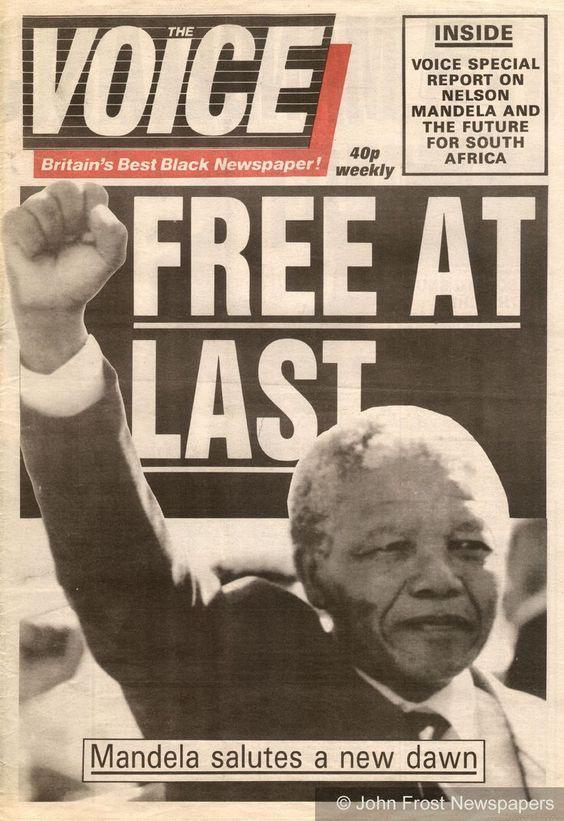 THE
VOICE
Britain's Best Black Newspaper!
40p
weekly
INSIDE
VOICE SPECIAL
REPORT ON
NELSON
MANDELA AND
THE FUTURE
FOR SOUTH
AFRICA
FREE AT
LAST
Mandela salutes a new dawn
© John Frost Newspapers